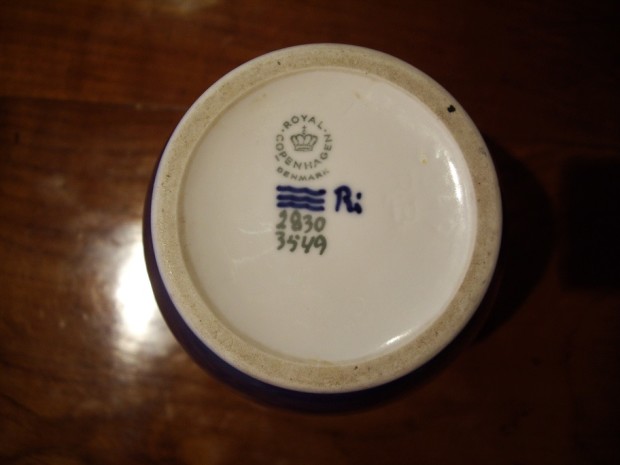 ROYAL
COPENHAGEN
DENMARK
Ri
2830
3549